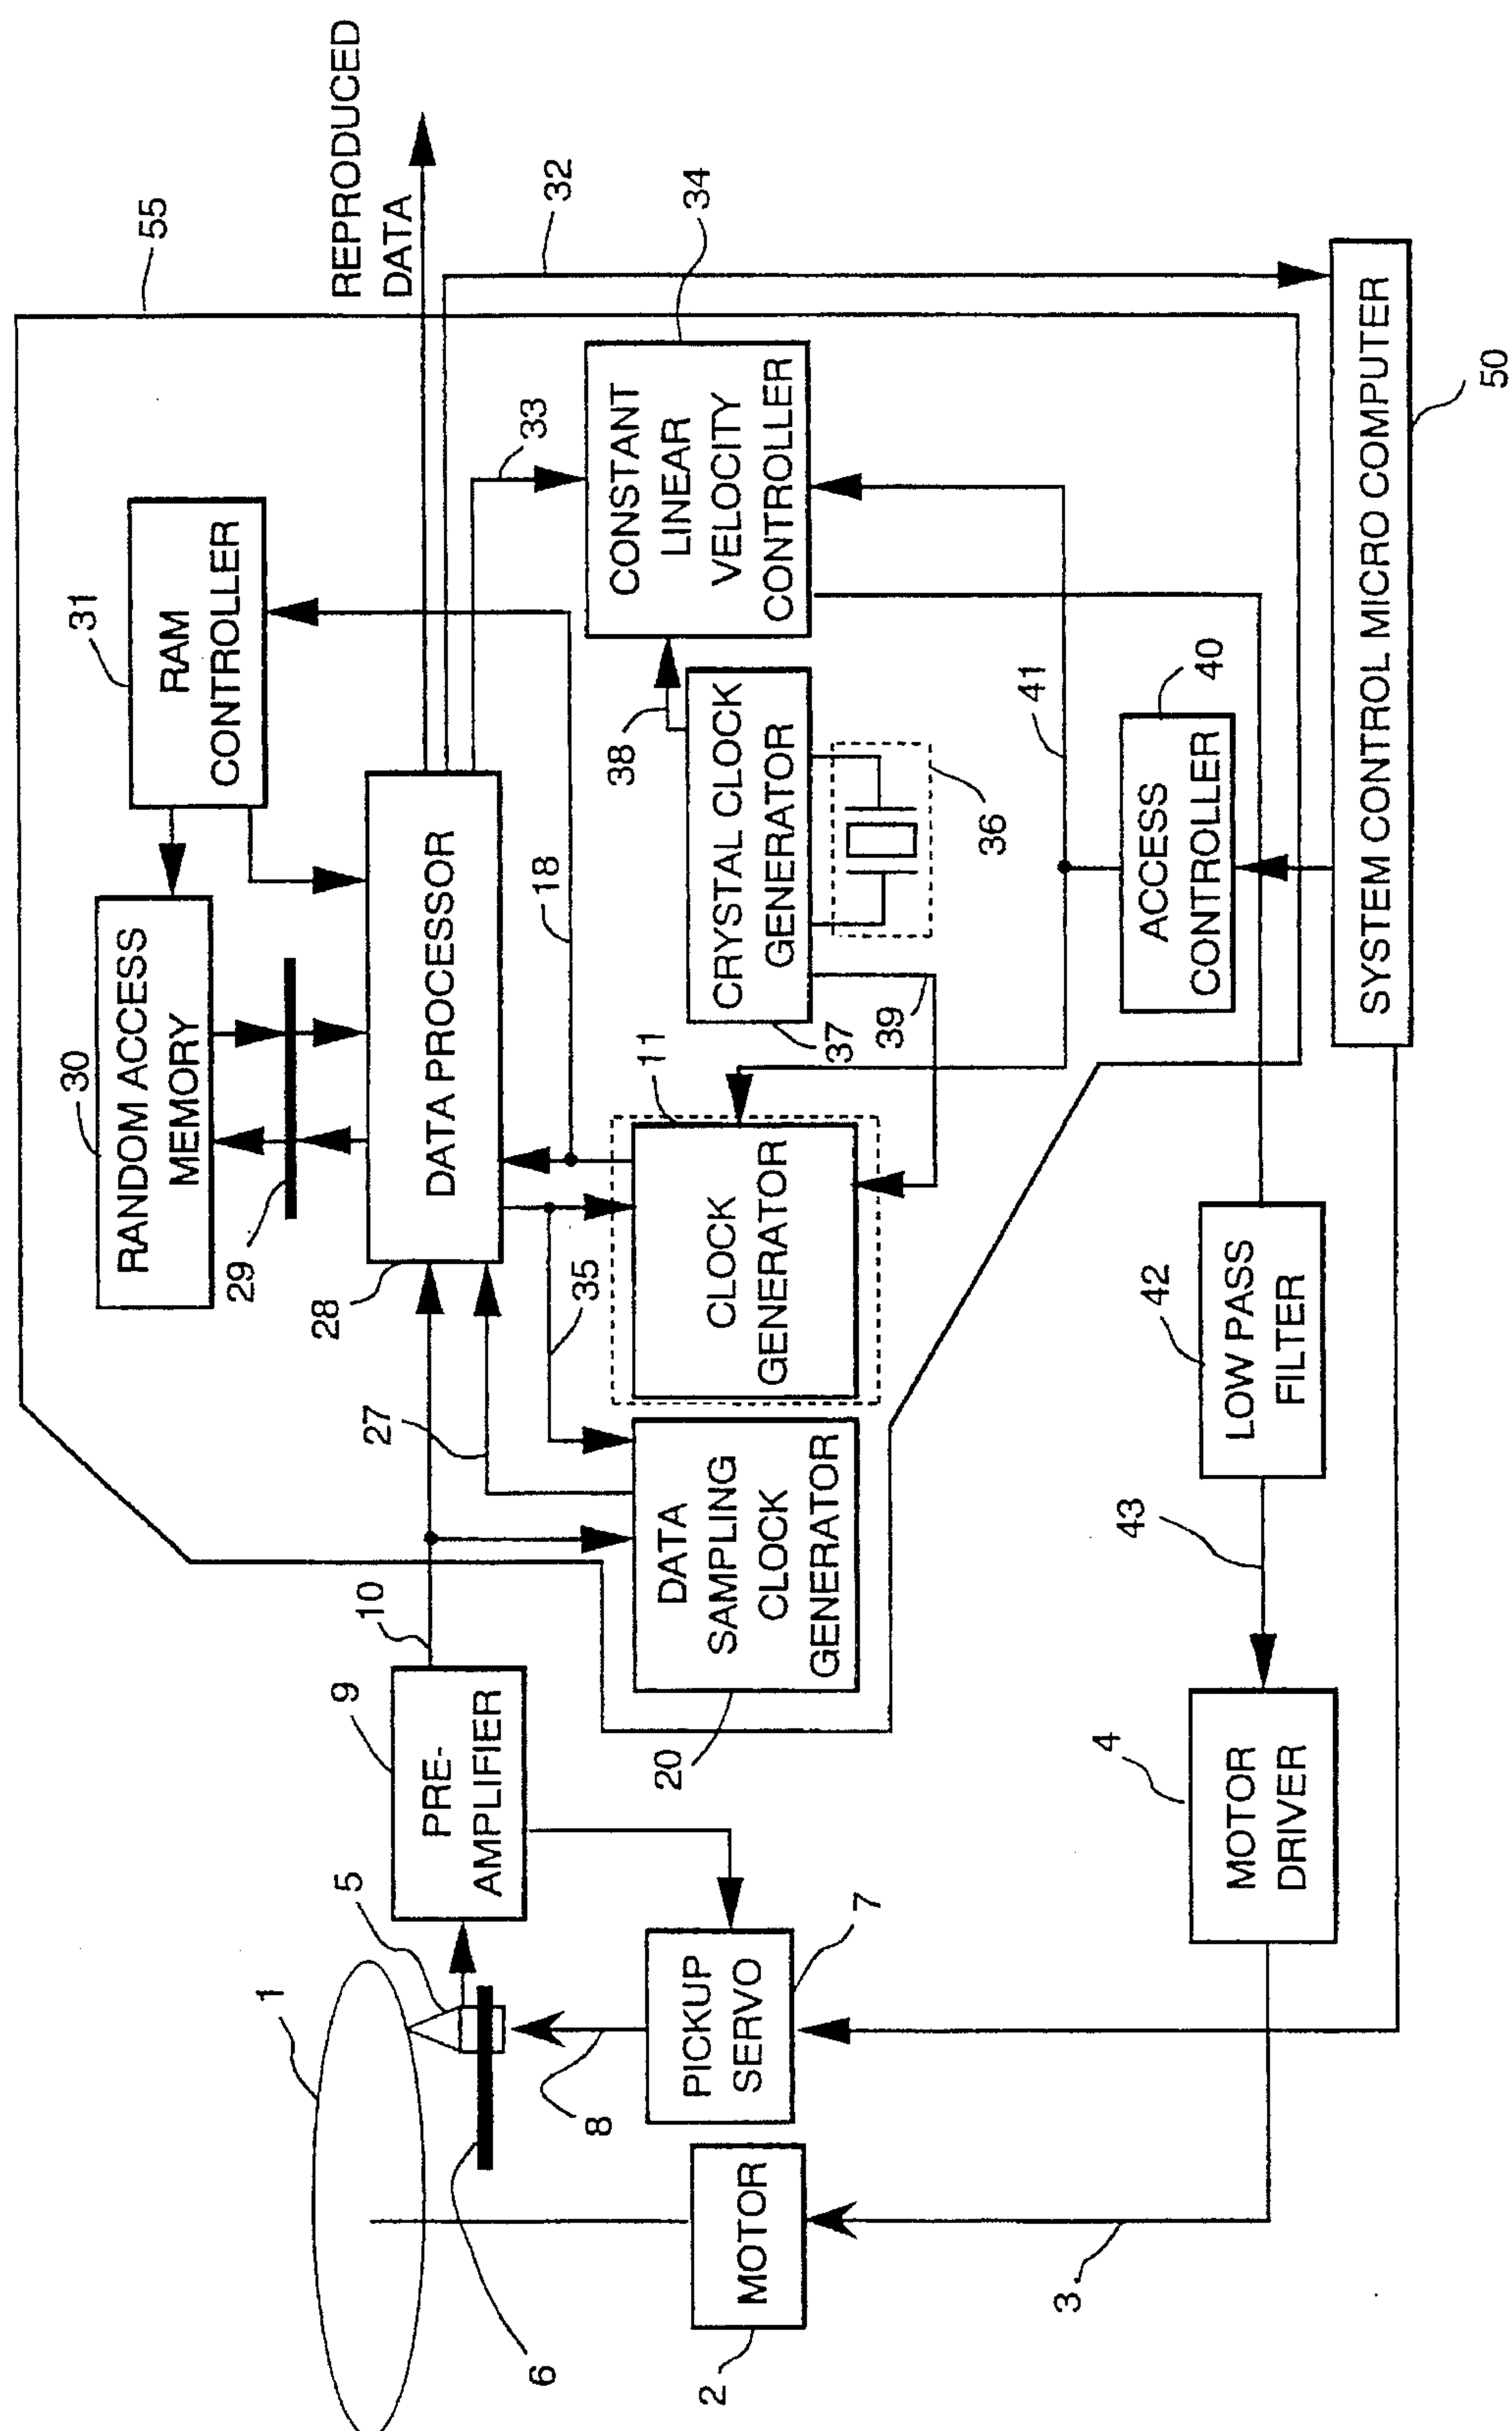 REPRODUCED
DATA
55
32
31
RAM
CONTROLLER
30
RANDOM ACCESS
MEMORY
29
33
34
CONSTANT
LINEAR
VELOCITY
CONTROLLER
28
DATA PROCESSOR
18
38
CRYSTAL CLOCK
GENERATOR
37
36
39
41
10
27
35
11
CLOCK
GENERATOR
DATA
SAMPLING
CLOCK
GENERATOR
20
40
ACCESS
CONTROLLER
1
5
9
PRE-
AMPLIFIER
6
8
PICKUP
SERVO
7
2
MOTOR
3
4
MOTOR
DRIVER
43
42
LOW PASS
FILTER
SYSTEM CONTROL MICRO COMPUTER
50